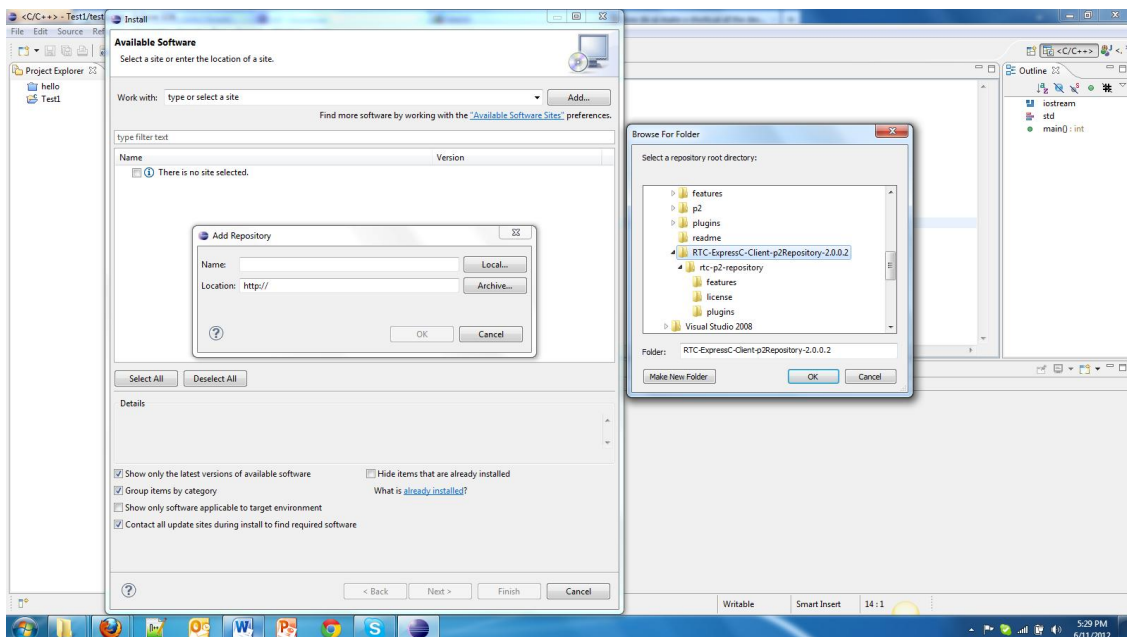 <C/C++> - Test1/test
File Edit Source Ref
Project Explorer
hello
Test1
Install
Available Software
Select a site or enter the location of a site.
Work with: type or select a site
Add...
Find more software by working with the "Available Software Sites" preferences.
type filter text
Name Version
There is no site selected.
Add Repository
Name: Local...
Location: http:// Archive...
OK Cancel
Select All Deselect All
Details
Show only the latest versions of available software
Hide items that are already installed
Group items by category
What is already installed?
Show only software applicable to target environment
Contact all update sites during install to find required software
< Back Next > Finish Cancel
Browse For Folder
Select a repository root directory:
features
p2
plugins
readme
RTC-ExpressC-Client-p2Repository-2.0.0.2
rtc-p2-repository
features
license
plugins
Visual Studio 2008
Folder: RTC-ExpressC-Client-p2Repository-2.0.0.2
Make New Folder OK Cancel
<C/C++>
Outline
iostream
std
main() : int
Writable Smart Insert 14 : 1
5:29 PM
6/11/2012